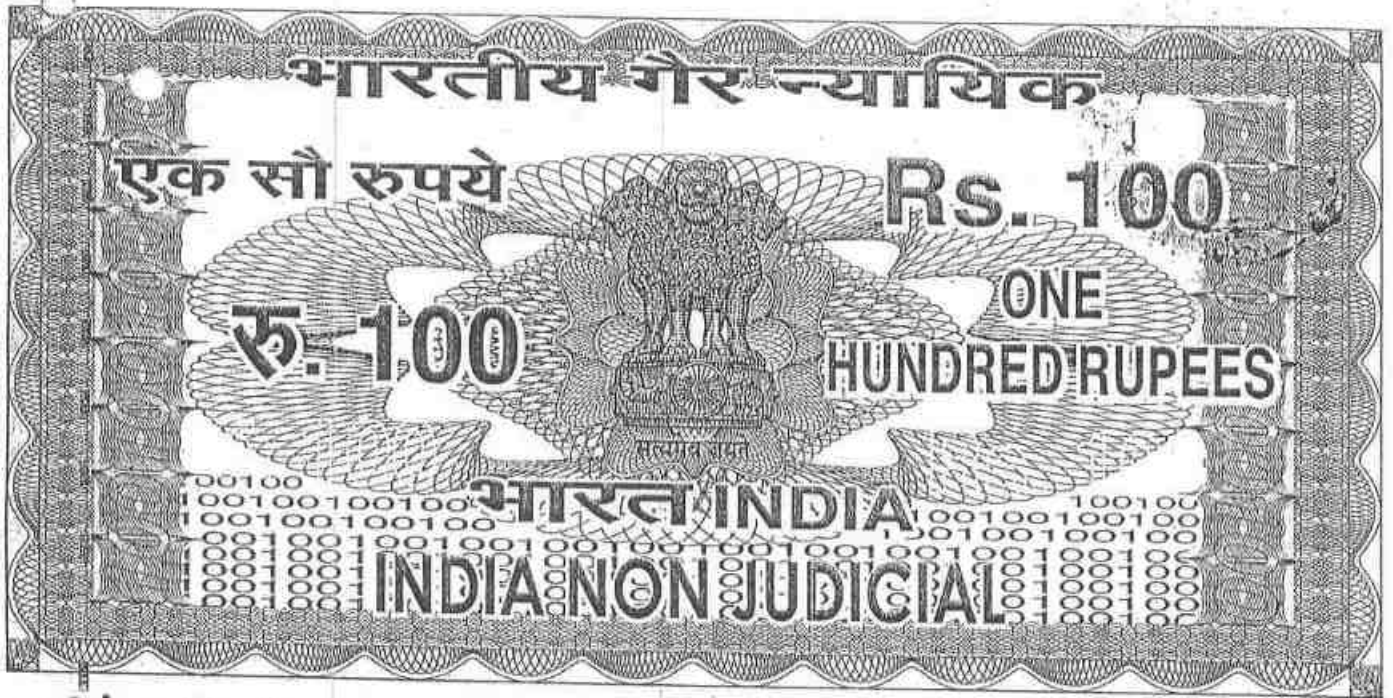 भारतीय गैर न्यायिक
एक सौ रुपये
Rs. 100
रु. 100
ONE
HUNDRED RUPEES
सत्यमेव जयते
भारत INDIA
INDIA NON JUDICIAL